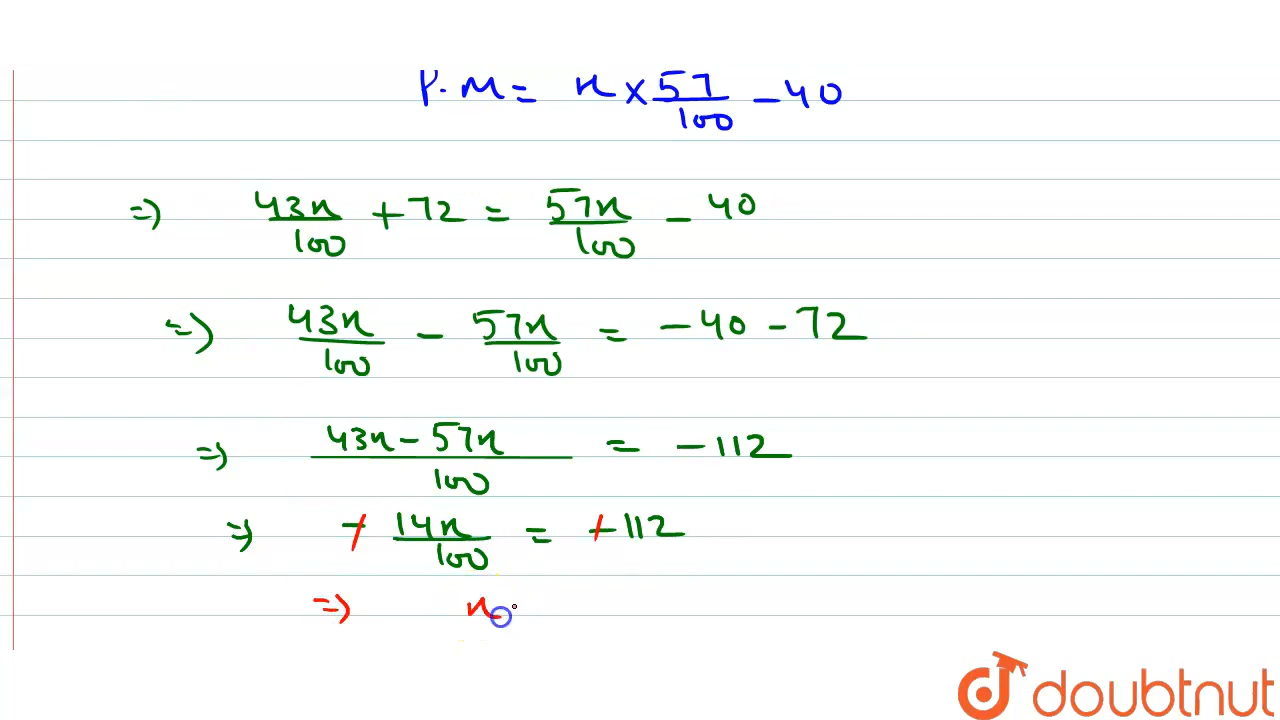 P.M = x × 57/100 - 40
=> 43x/100 + 72 = 57x/100 - 40
=> 43x/100 - 57x/100 = - 40 - 72
=> 43x - 57x/100 = - 112
=> - 14x/100 = - 112
=> x
doubtnut